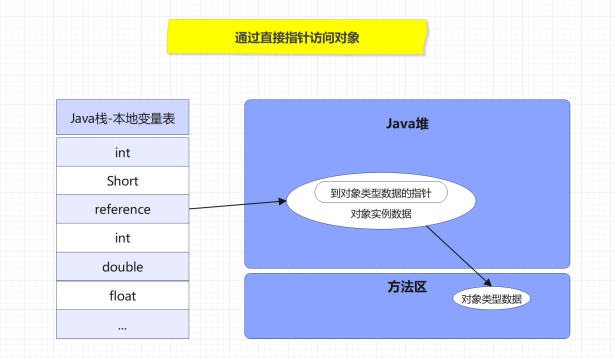 通过直接指针访问对象
Java栈-本地变量表
int
Short
reference
int
double
float
...
Java堆
到对象类型数据的指针
对象实例数据
方法区
对象类型数据